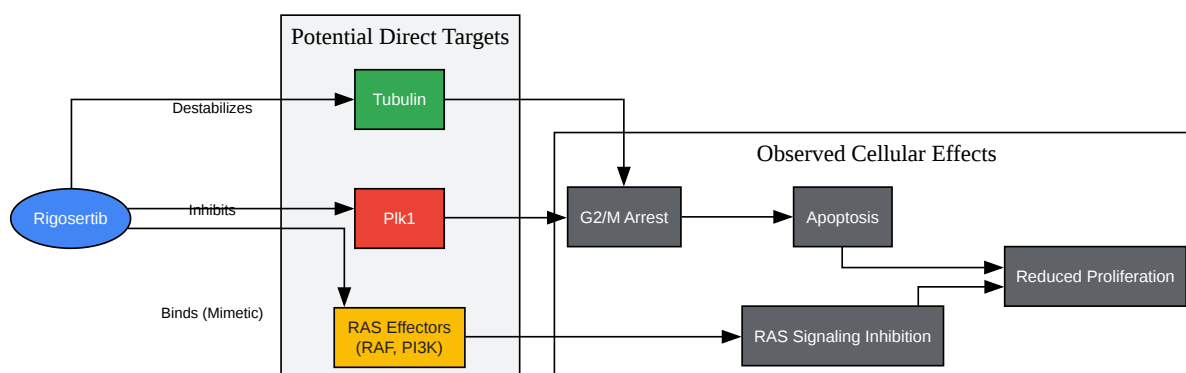 Potential Direct Targets
Destabilizes
Tubulin
Observed Cellular Effects
Rigosertib
Inhibits
Plk1
G2/M Arrest
Apoptosis
Reduced Proliferation
Binds (Mimetic)
RAS Effectors
(RAF, PI3K)
RAS Signaling Inhibition